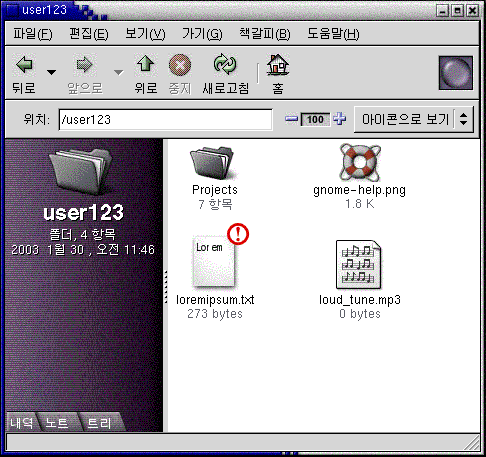 user123
파일(F) 편집(E) 보기(V) 가기(G) 책갈피(B) 도움말(H)
뒤로 앞으로 위로 중지 새로고침 홈
위치: /user123 100 아이콘으로 보기
user123
폴더, 4 항목
2003 1월 30 , 오전 11:46
Projects
7 항목
gnome-help.png
1.8 K
Lorem
loremipsum.txt
273 bytes
loud_tune.mp3
0 bytes
내역 노트 트리